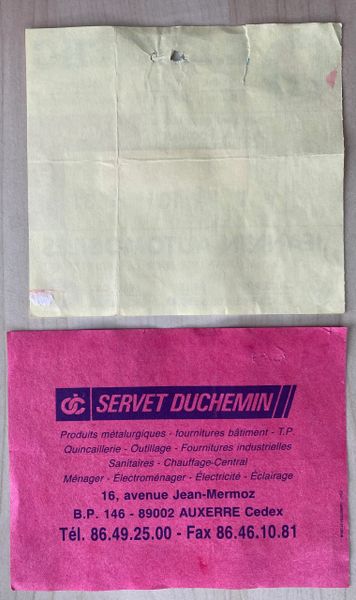 SERVET DUCHEMIN
Produits métalurgiques - fournitures bâtiment - T.P.
Quincaillerie - Outillage - Fournitures industrielles
Sanitaires - Chauffage-Central
Ménager - Électroménager - Électricité - Éclairage
16, avenue Jean-Mermoz
B.P. 146 - 89002 AUXERRE Cedex
Tél. 86.49.25.00 - Fax 86.46.10.81